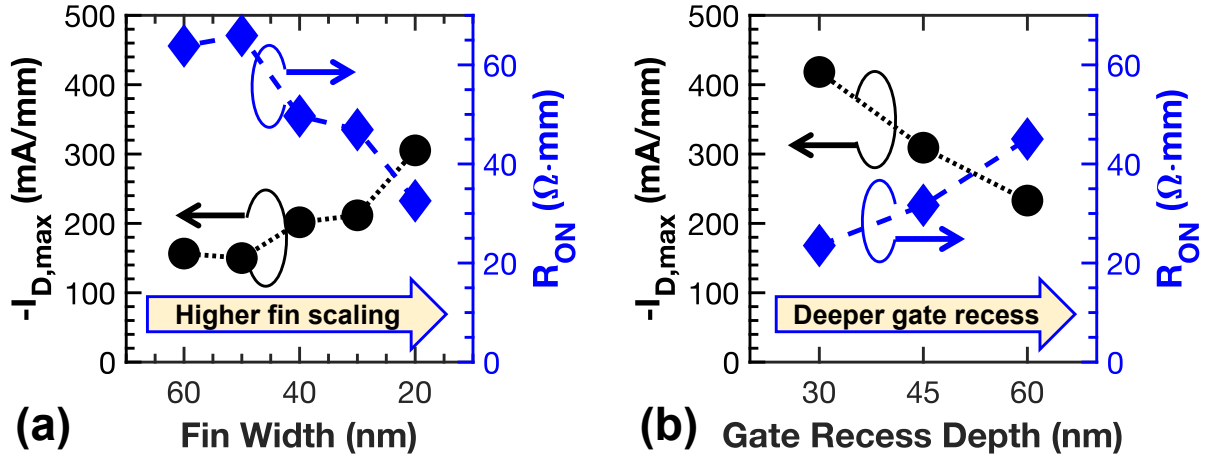 500
400
300
200
100
0
-I_D,max (mA/mm)
60
40
20
0
R_ON (Ω·mm)
Higher fin scaling
60
40
20
Fin Width (nm)
(a)
500
400
300
200
100
0
-I_D,max (mA/mm)
60
40
20
0
R_ON (Ω·mm)
Deeper gate recess
30
45
60
Gate Recess Depth (nm)
(b)